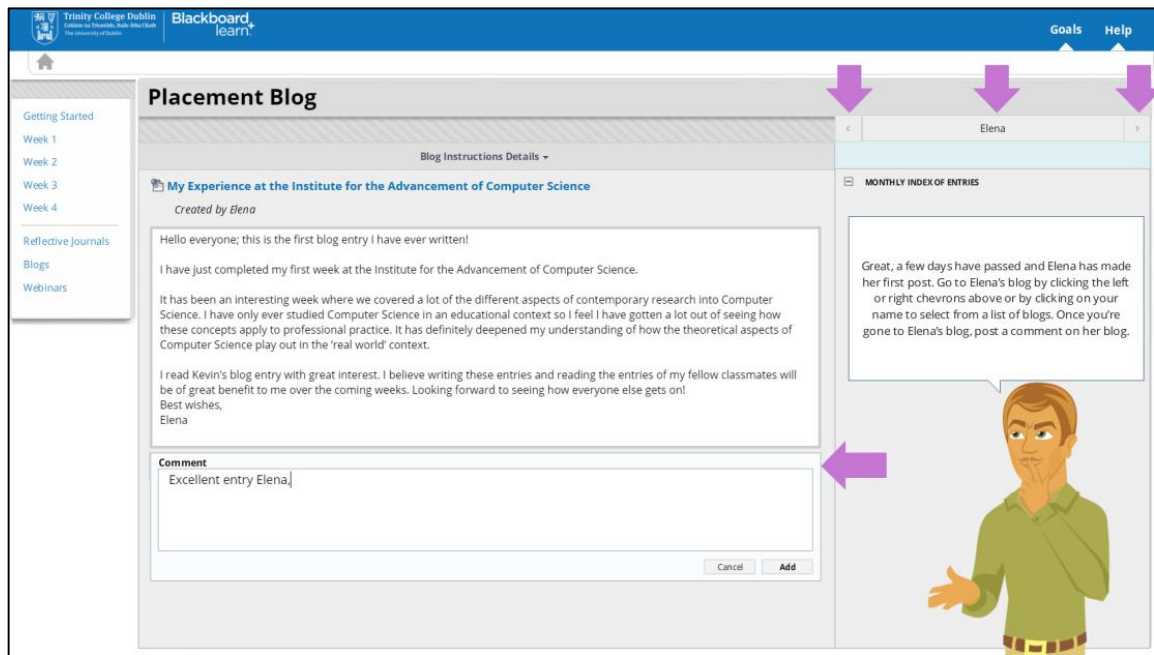 Trinity College Dublin
Coláiste na Tríonóide, Baile Átha Cliath
The University of Dublin
Blackboard
learn+
Goals
Help
Getting Started
Week 1
Week 2
Week 3
Week 4
Reflective Journals
Blogs
Webinars
Placement Blog
Blog Instructions Details
My Experience at the Institute for the Advancement of Computer Science
Created by Elena
Hello everyone; this is the first blog entry I have ever written!
I have just completed my first week at the Institute for the Advancement of Computer Science.
It has been an interesting week where we covered a lot of the different aspects of contemporary research into Computer
Science. I have only ever studied Computer Science in an educational context so I feel I have gotten a lot out of seeing how
these concepts apply to professional practice. It has definitely deepened my understanding of how the theoretical aspects of
Computer Science play out in the ‘real world’ context.
I read Kevin’s blog entry with great interest. I believe writing these entries and reading the entries of my fellow classmates will
be of great benefit to me over the coming weeks. Looking forward to seeing how everyone else gets on!
Best wishes,
Elena
Comment
Excellent entry Elena,
Cancel
Add
<
Elena
>
MONTHLY INDEX OF ENTRIES
Great, a few days have passed and Elena has made
her first post. Go to Elena’s blog by clicking the left
or right chevrons above or by clicking on your
name to select from a list of blogs. Once you’re
gone to Elena’s blog, post a comment on her blog.